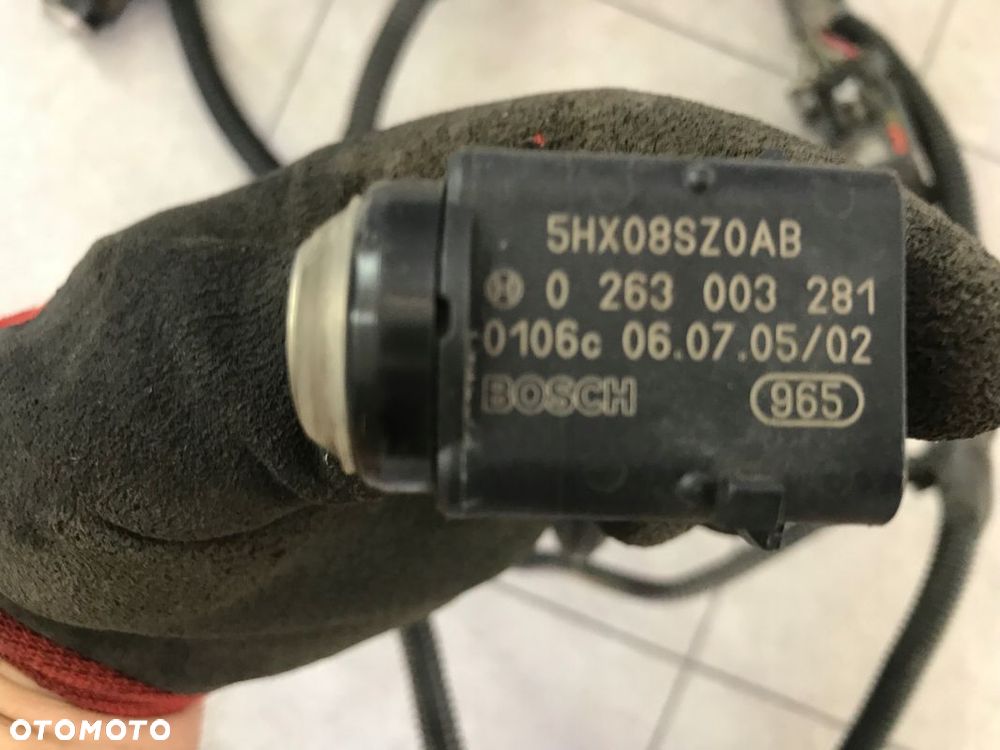 5HX08SZ0AB
0 263 003 281
0106c 06.07.05/02
BOSCH 965
OTOMOTO